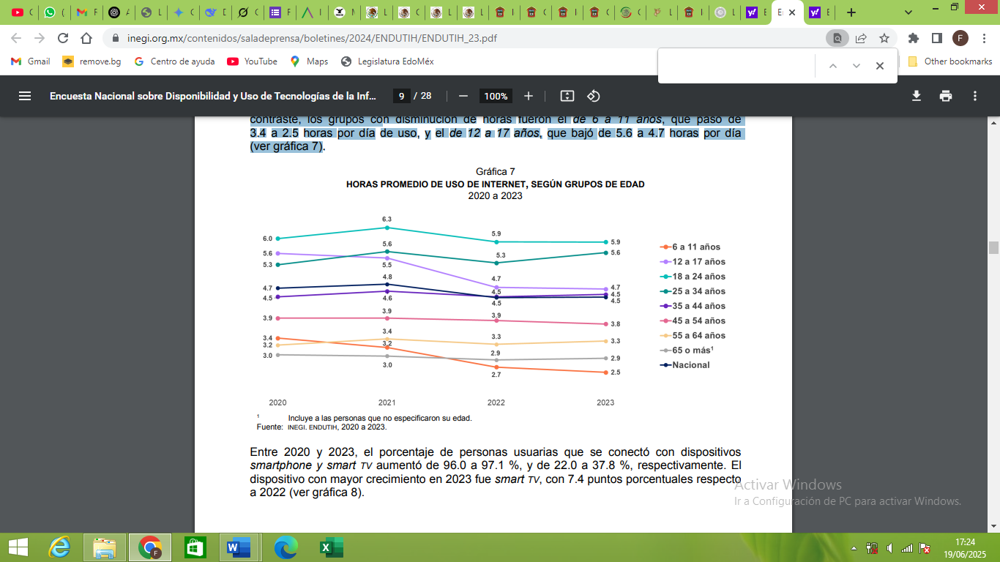 inegi.org.mx/contenidos/saladeprensa/boletines/2024/ENDUTIH/ENDUTIH_23.pdf
F
Gmail remove.bg Centro de ayuda YouTube Maps Legislatura EdoMéx Other bookmarks
Encuesta Nacional sobre Disponibilidad y Uso de Tecnologías de la Inf... 9 / 28 100%
contraste, los grupos con disminución de horas fueron el de 6 a 11 años, que pasó de
3.4 a 2.5 horas por día de uso, y el de 12 a 17 años, que bajó de 5.6 a 4.7 horas por día
(ver gráfica 7).
Gráfica 7
HORAS PROMEDIO DE USO DE INTERNET, SEGÚN GRUPOS DE EDAD
2020 a 2023
6.0 6.3 5.9 5.9
5.6 5.5 4.7 4.7
5.3 5.6 5.3 5.6
4.7 4.8 4.5 4.5
4.5 4.6 4.5 4.5
3.9 3.9 3.9 3.8
3.4 3.2 2.7 2.5
3.2 3.4 3.3 3.3
3.0 3.0 2.9 2.9
6 a 11 años
12 a 17 años
18 a 24 años
25 a 34 años
35 a 44 años
45 a 54 años
55 a 64 años
65 o más¹
Nacional
2020 2021 2022 2023
¹ Incluye a las personas que no especificaron su edad.
Fuente: INEGI. ENDUTIH, 2020 a 2023.
Entre 2020 y 2023, el porcentaje de personas usuarias que se conectó con dispositivos
smartphone y smart TV aumentó de 96.0 a 97.1 %, y de 22.0 a 37.8 %, respectivamente. El
dispositivo con mayor crecimiento en 2023 fue smart TV, con 7.4 puntos porcentuales respecto
a 2022 (ver gráfica 8).
Activar Windows
Ir a Configuración de PC para activar Windows.
17:24
19/06/2025